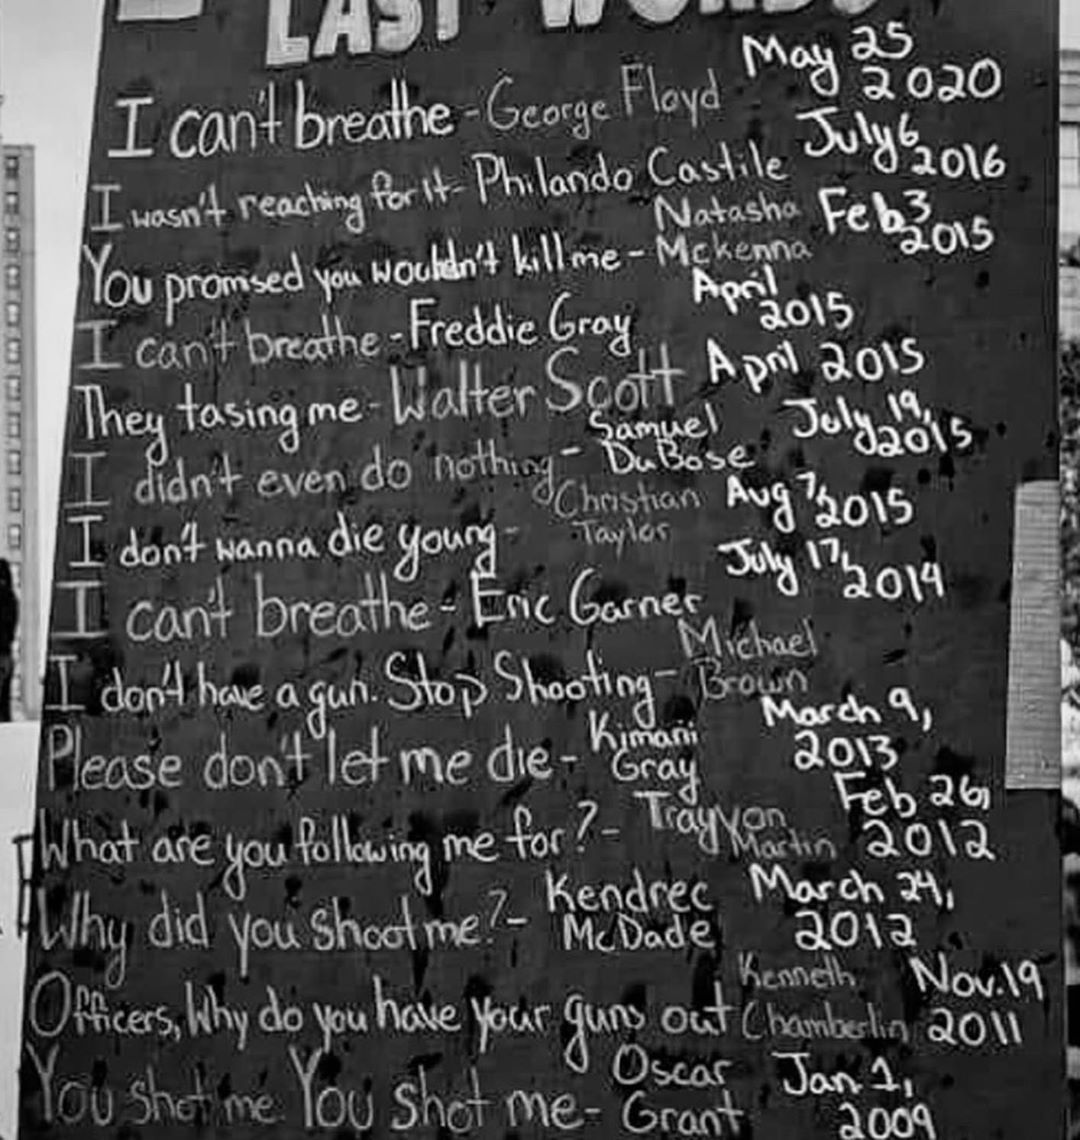 LAST WORDS
I can't breathe - George Floyd May 25 2020
I wasn't reaching for it - Philando Castile July 6 2016
You promised you wouldn't kill me - Natasha Mckenna Feb 3 2015
I can't breathe - Freddie Gray April 2015
They tasing me - Walter Scott April 2015
I didn't even do nothing - Samuel DuBose July 19, 2015
I don't wanna die young - Christian Taylor Aug 7, 2015
I can't breathe - Eric Garner July 17, 2014
I don't have a gun. Stop Shooting - Michael Brown
Please don't let me die - Kimani Gray March 9, 2013
What are you following me for? - Trayvon Martin Feb 26, 2012
Why did you shoot me? - Kendrec McDade March 24, 2012
Officers, Why do you have your guns out Kenneth Chamberlin Nov. 19 2011
You shot me. You shot me - Oscar Grant Jan 1, 2009